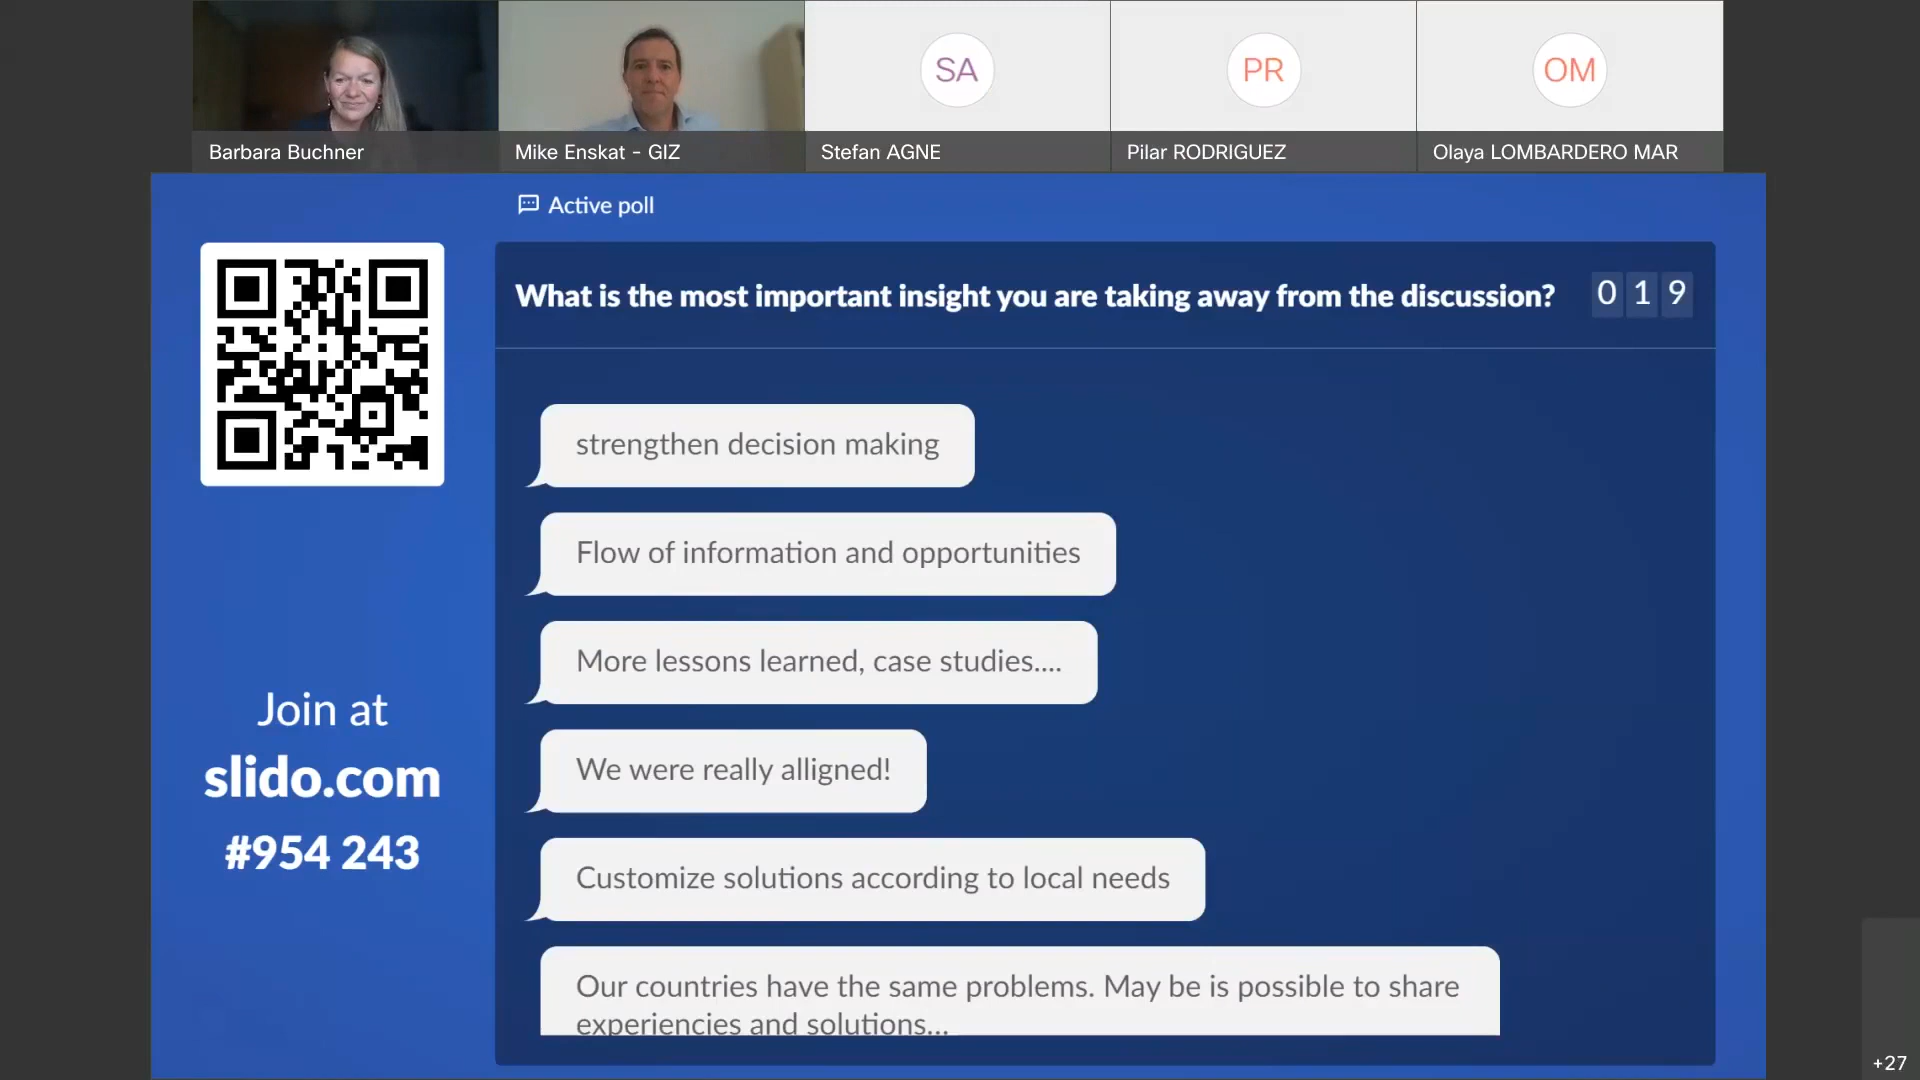 SA
PR
OM
Barbara Buchner
Mike Enskat - GIZ
Stefan AGNE
Pilar RODRIGUEZ
Olaya LOMBARDERO MAR
Active poll
What is the most important insight you are taking away from the discussion?
019
strengthen decision making
Flow of information and opportunities
More lessons learned, case studies....
We were really alligned!
Customize solutions according to local needs
Our countries have the same problems. May be is possible to share
experiencies and solutions...
Join at
slido.com
#954 243
+27